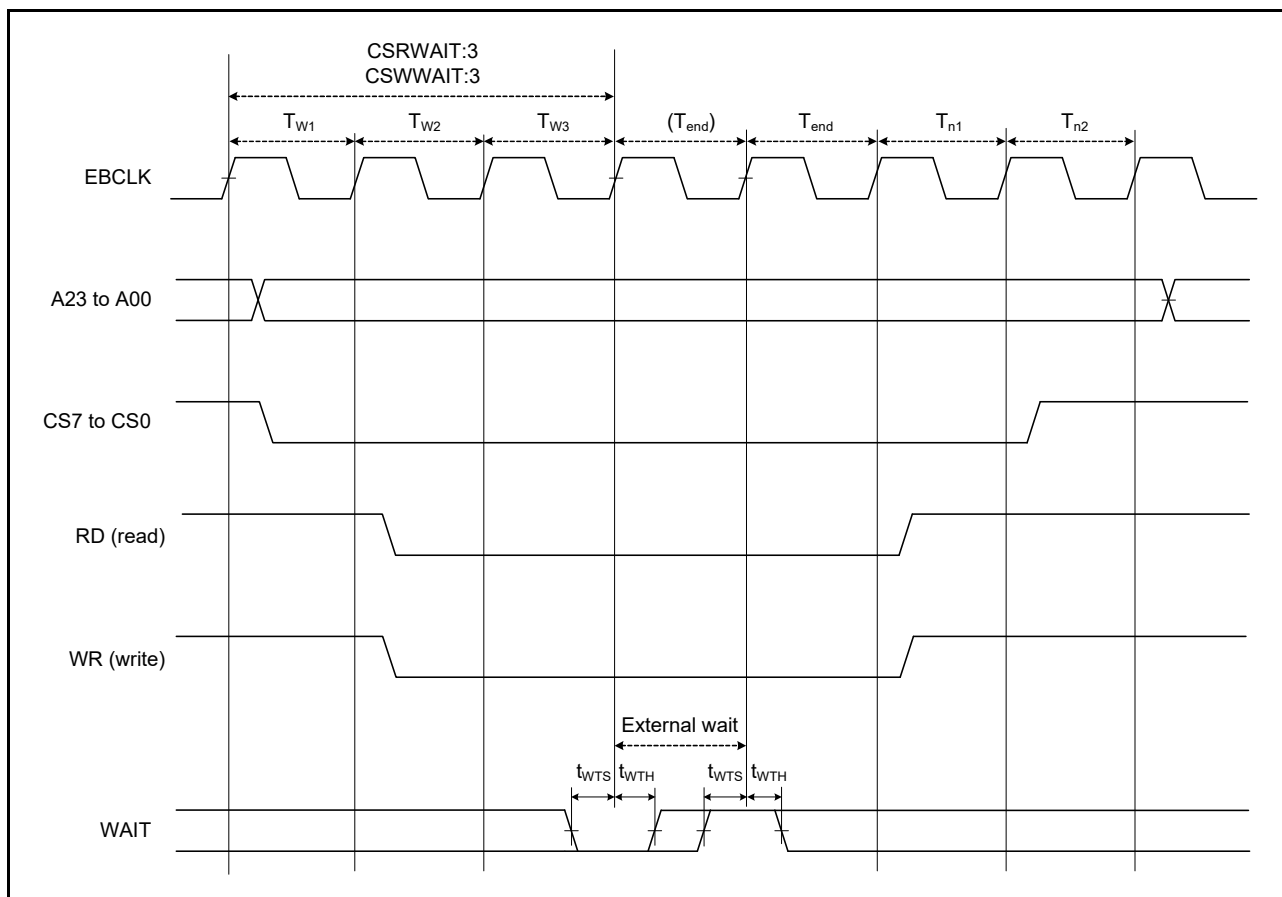 CSRWAIT:3
CSWWAIT:3
TW1 TW2 TW3 (Tend) Tend Tn1 Tn2
EBCLK
A23 to A00
CS7 to CS0
RD (read)
WR (write)
External wait
tWTS tWTH tWTS tWTH
WAIT